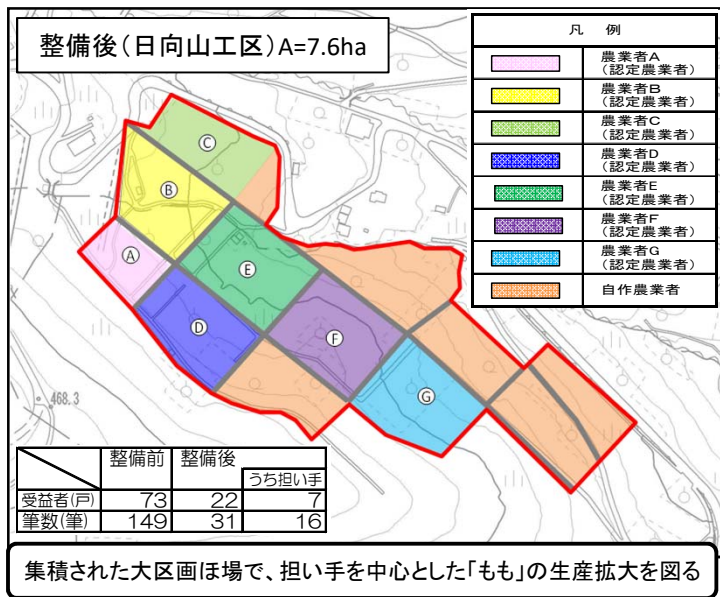 整備後(日向山工区)A=7.6ha
凡 例
農業者A
(認定農業者)
農業者B
(認定農業者)
農業者C
(認定農業者)
農業者D
(認定農業者)
農業者E
(認定農業者)
農業者F
(認定農業者)
農業者G
(認定農業者)
自作農業者
Ⓒ
Ⓑ
Ⓐ
Ⓔ
Ⓓ
Ⓕ
Ⓖ
468.3
整備前 整備後
うち担い手
受益者(戸) 73 22 7
筆数(筆) 149 31 16
集積された大区画ほ場で、担い手を中心とした「もも」の生産拡大を図る